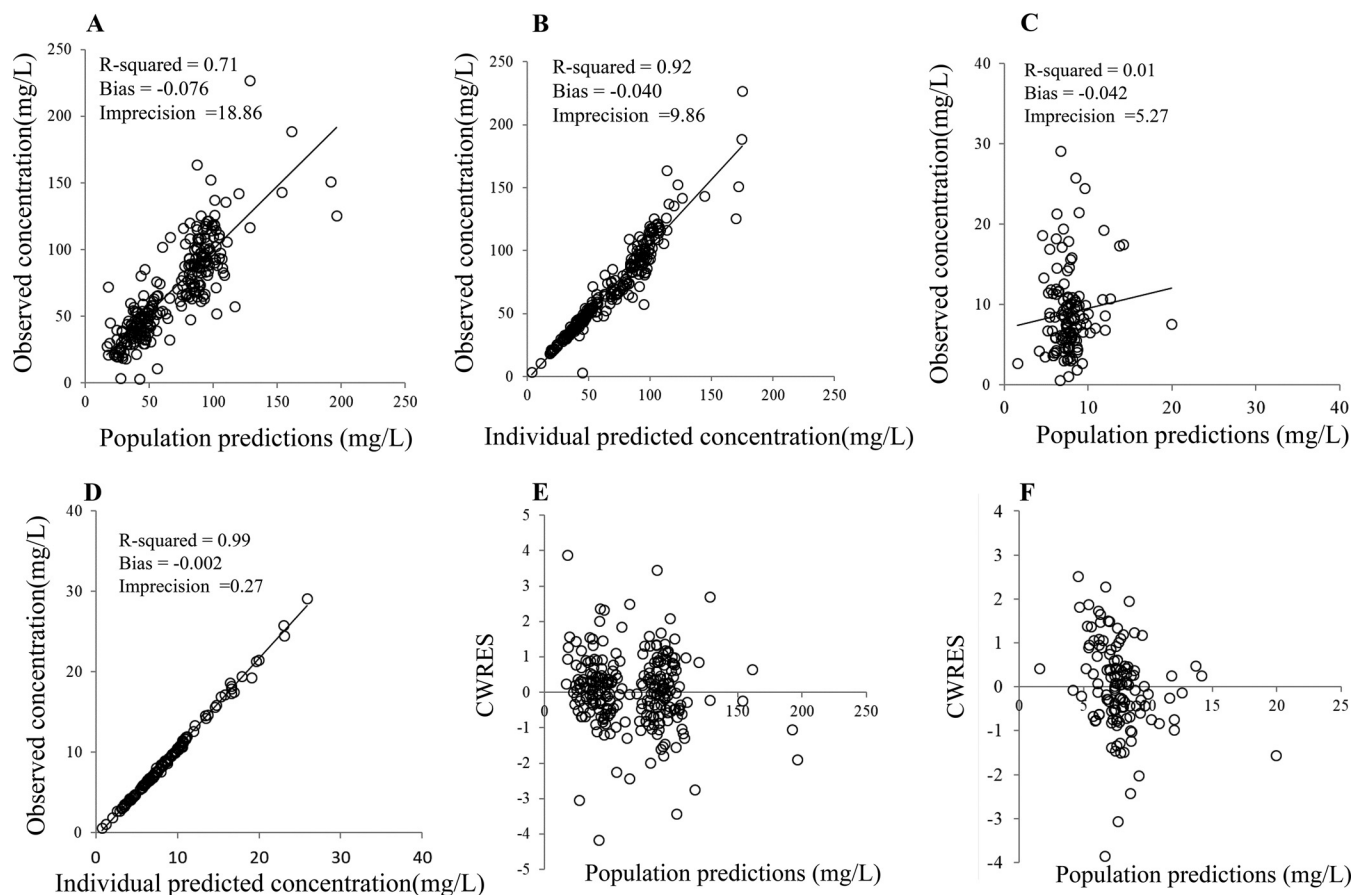 A
Observed concentration(mg/L)
R-squared = 0.71
Bias = -0.076
Imprecision =18.86
250
200
150
100
50
0
0 50 100 150 200 250
Population predictions (mg/L)
B
Observed concentration(mg/L)
R-squared = 0.92
Bias = -0.040
Imprecision =9.86
250
200
150
100
50
0
0 50 100 150 200 250
Individual predicted concentration(mg/L)
C
Observed concentration(mg/L)
R-squared = 0.01
Bias = -0.042
Imprecision =5.27
40
30
20
10
0
0 10 20 30 40
Population predictions (mg/L)
D
Observed concentration(mg/L)
R-squared = 0.99
Bias = -0.002
Imprecision =0.27
40
30
20
10
0
0 10 20 30 40
Individual predicted concentration(mg/L)
E
CWRES
5
4
3
2
1
0
-1
-2
-3
-4
-5
0 50 100 150 200 250
Population predictions (mg/L)
F
CWRES
4
3
2
1
0
-1
-2
-3
-4
0 5 10 15 20 25
Population predictions (mg/L)